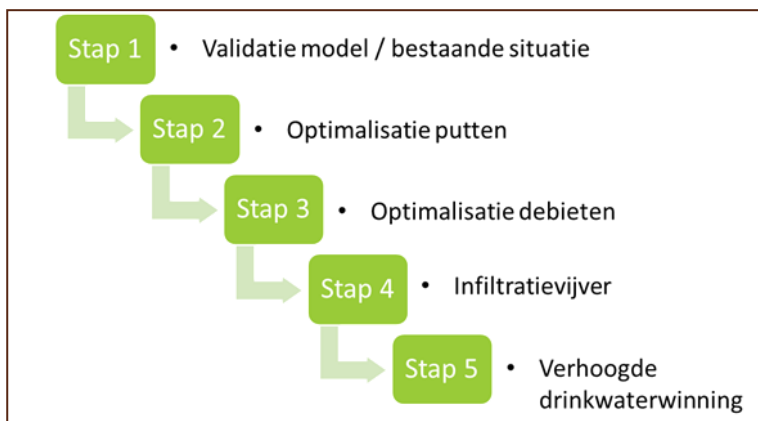 Stap 1 • Validatie model / bestaande situatie
Stap 2 • Optimalisatie putten
Stap 3 • Optimalisatie debieten
Stap 4 • Infiltratievijver
Stap 5 • Verhoogde
drinkwaterwinning